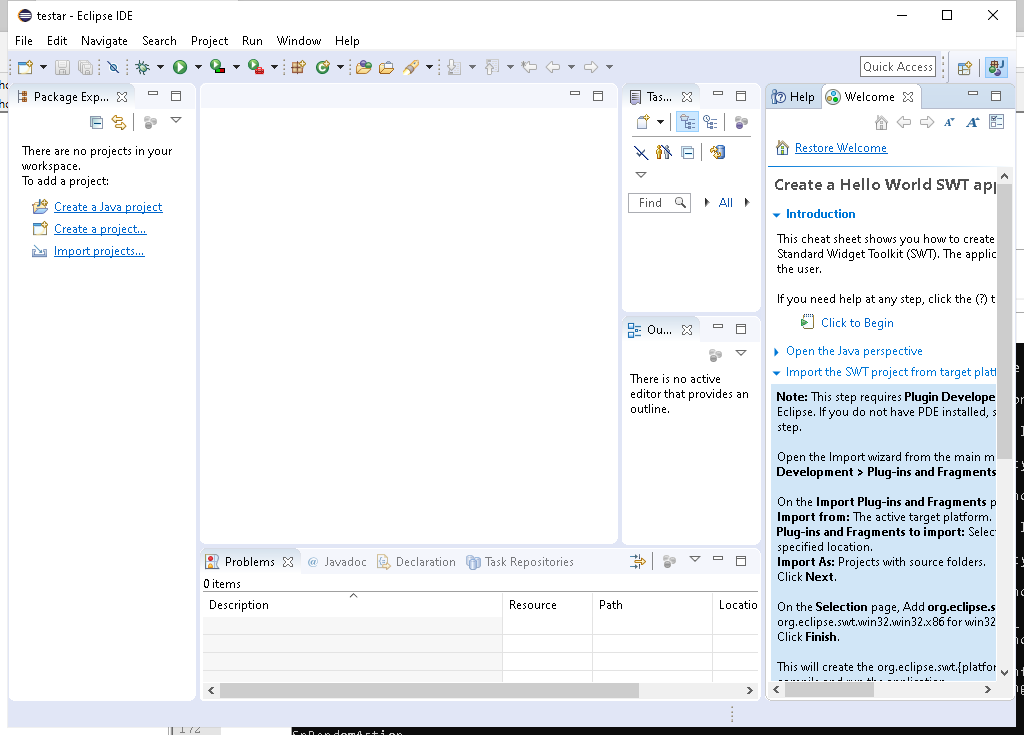 testar - Eclipse IDE
File Edit Navigate Search Project Run Window Help
Quick Access
Package Exp...
There are no projects in your
workspace.
To add a project:
Create a Java project
Create a project...
Import projects...
Tas...
Find
All
Ou...
There is no active
editor that provides an
outline.
Help
Welcome
Restore Welcome
Create a Hello World SWT app
Introduction
This cheat sheet shows you how to create
Standard Widget Toolkit (SWT). The applic
the user.
If you need help at any step, click the (?) t
Click to Begin
Open the Java perspective
Import the SWT project from target platf
Note: This step requires Plugin Develope
Eclipse. If you do not have PDE installed, s
step.
Open the Import wizard from the main m
Development > Plug-ins and Fragments
On the Import Plug-ins and Fragments p
Import from: The active target platform.
Plug-ins and Fragments to import: Selec
specified location.
Import As: Projects with source folders.
Click Next.
On the Selection page, Add org.eclipse.s
org.eclipse.swt.win32.win32.x86 for win32
Click Finish.
This will create the org.eclipse.swt.{platfor
compile and run the application.
Problems @ Javadoc Declaration Task Repositories
0 items
Description Resource Path Locatio
172